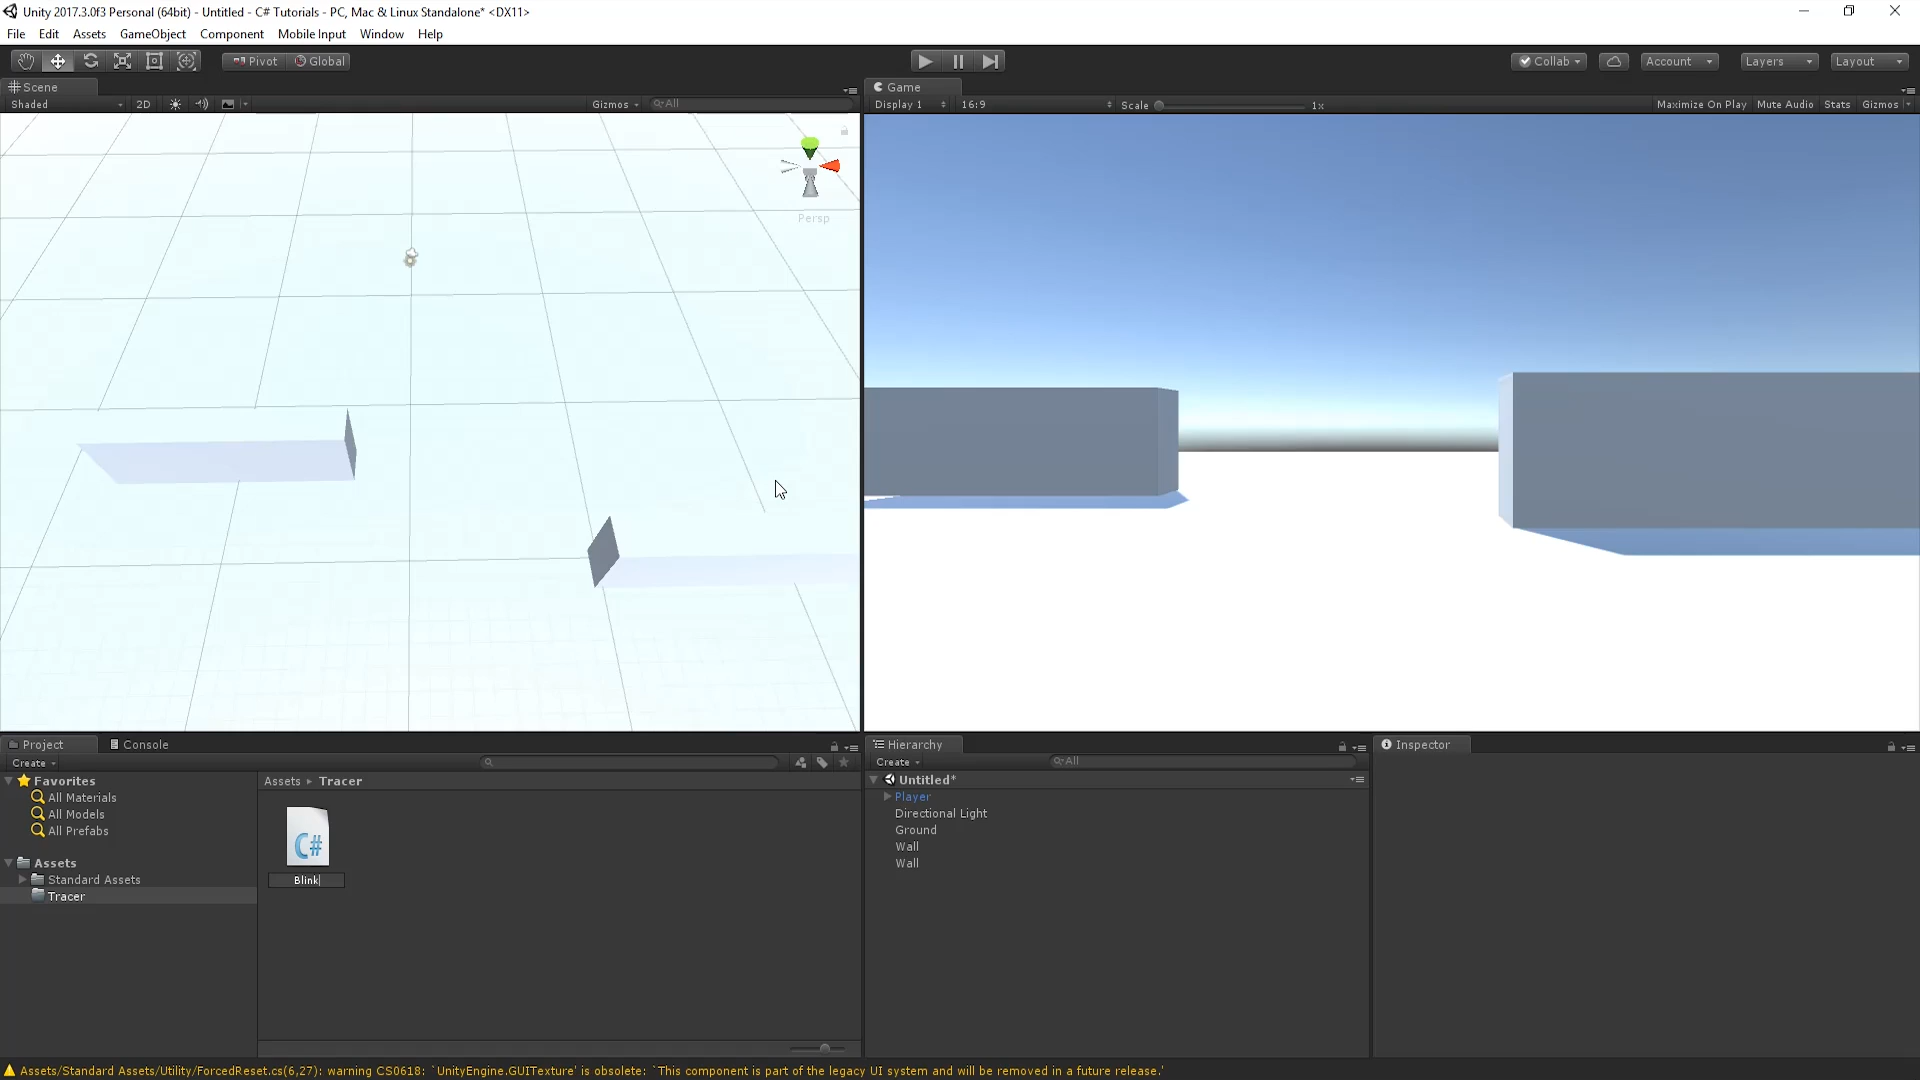 Unity 2017.3.0f3 Personal (64bit) - Untitled - C# Tutorials - PC, Mac & Linux Standalone* <DX11>
File Edit Assets GameObject Component Mobile Input Window Help
Pivot Global Collab Account Layers Layout
Scene Game
Shaded 2D Gizmos All Display 1 16:9 Scale 1x Maximize On Play Mute Audio Stats Gizmos
Persp
Project Console Hierarchy Inspector
Create Create All
Favorites Assets Tracer Untitled*
All Materials Player
All Models Directional Light
All Prefabs Ground
C# Wall
Assets Wall
Standard Assets Blink
Tracer
Assets/Standard Assets/Utility/ForcedReset.cs(6,27): warning CS0618: `UnityEngine.GUITexture' is obsolete: `This component is part of the legacy UI system and will be removed in a future release.'